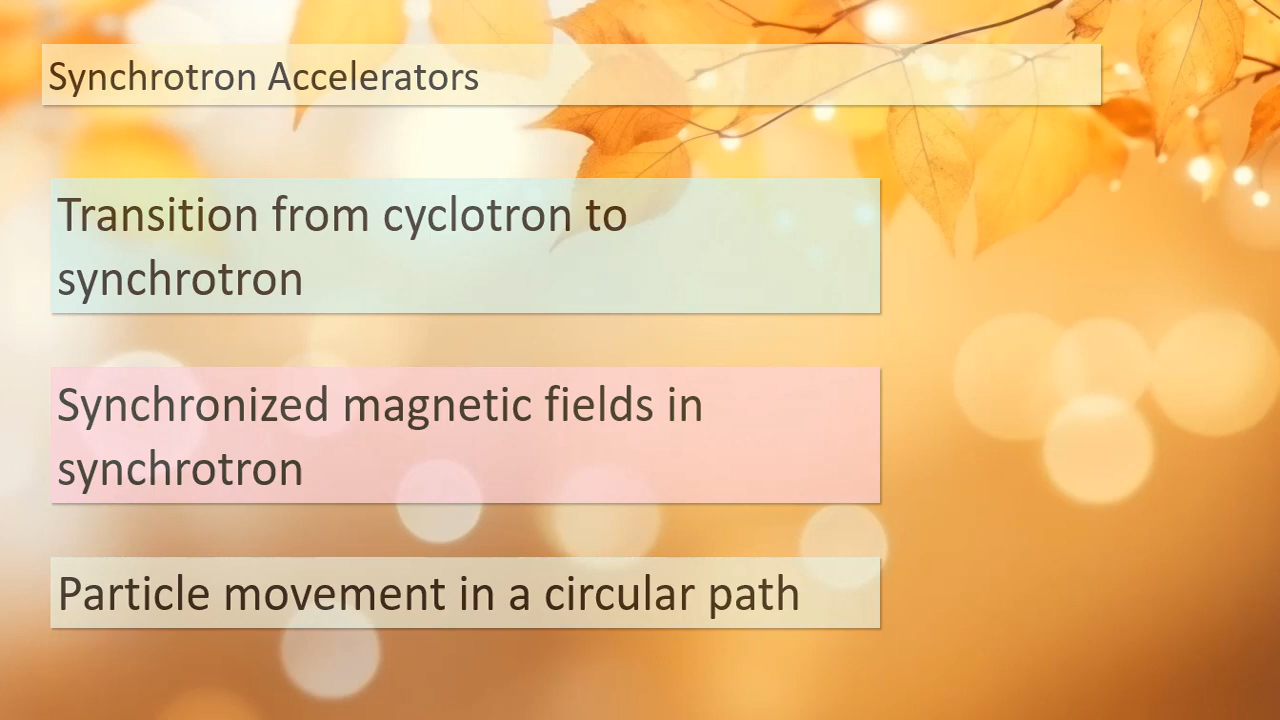 Synchrotron Accelerators
Transition from cyclotron to
synchrotron
Synchronized magnetic fields in
synchrotron
Particle movement in a circular path